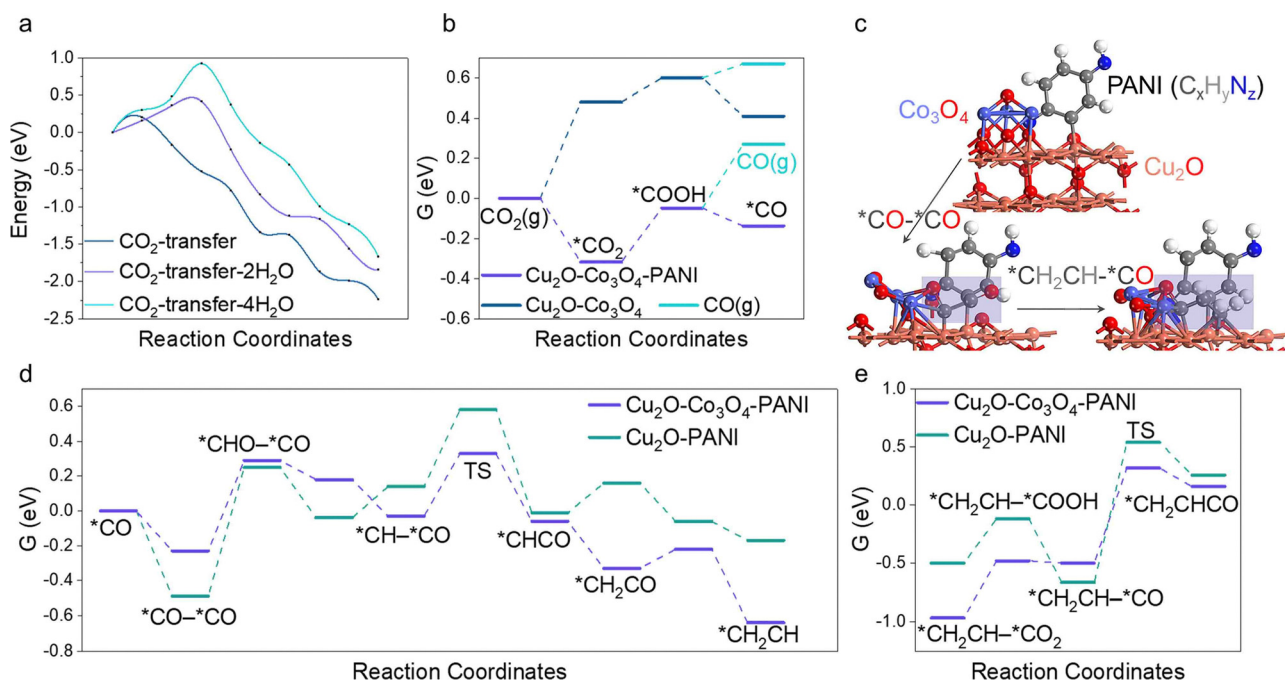 a
Energy (eV)
1.0
0.5
0.0
-0.5
-1.0
-1.5
-2.0
-2.5
CO₂-transfer
CO₂-transfer-2H₂O
CO₂-transfer-4H₂O
Reaction Coordinates
b
G (eV)
0.6
0.4
0.2
0.0
-0.2
-0.4
-0.6
CO₂(g)
*CO₂
*COOH
CO(g)
*CO
Cu₂O-Co₃O₄-PANI
Cu₂O-Co₃O₄
CO(g)
Reaction Coordinates
c
PANI (CₓHᵧN_z)
Co₃O₄
Cu₂O
*CO-*CO
*CH₂CH-*CO
d
G (eV)
0.6
0.4
0.2
0.0
-0.2
-0.4
-0.6
-0.8
Cu₂O-Co₃O₄-PANI
Cu₂O-PANI
*CO
*CO–*CO
*CHO–*CO
*CH–*CO
TS
*CHCO
*CH₂CO
*CH₂CH
Reaction Coordinates
e
G (eV)
1.0
0.5
0.0
-0.5
-1.0
Cu₂O-Co₃O₄-PANI
Cu₂O-PANI
TS
*CH₂CH–*COOH
*CH₂CHCO
*CH₂CH–*CO
*CH₂CH–*CO₂
Reaction Coordinates